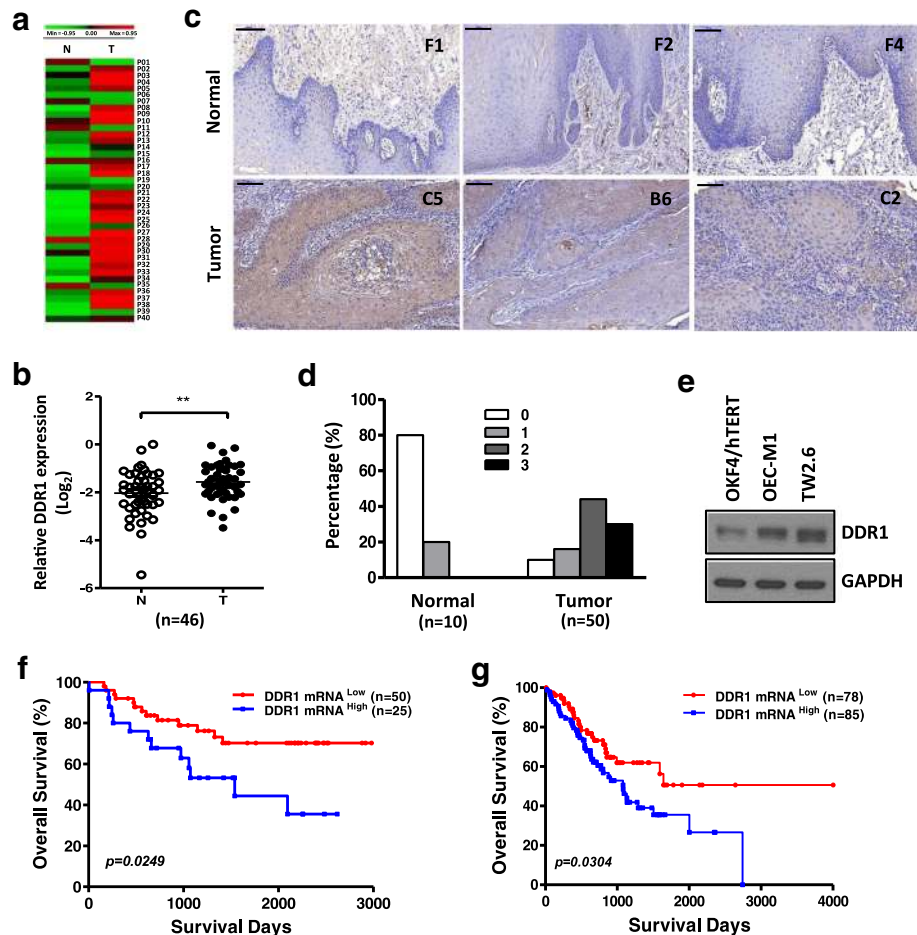 a
Min = -0.95 0.00 Max = 0.95
N T
P01
P02
P03
P04
P05
P06
P07
P08
P09
P10
P11
P12
P13
P14
P15
P16
P17
P18
P19
P20
P21
P22
P23
P24
P25
P26
P27
P28
P29
P30
P31
P32
P33
P34
P35
P36
P37
P38
P39
P40
c
Normal
F1 F2 F4
Tumor
C5 B6 C2
b
Relative DDR1 expression
(Log2)
2
0
-2
-4
-6
**
N T
(n=46)
d
Percentage (%)
100
80
60
40
20
0
0
1
2
3
Normal Tumor
(n=10) (n=50)
e
OKF4/hTERT
OEC-M1
TW2.6
DDR1
GAPDH
f
Overall Survival (%)
100
80
60
40
20
0
DDR1 mRNA Low (n=50)
DDR1 mRNA High (n=25)
p=0.0249
0 1000 2000 3000
Survival Days
g
Overall Survival (%)
100
80
60
40
20
0
DDR1 mRNA Low (n=78)
DDR1 mRNA High (n=85)
p=0.0304
0 1000 2000 3000 4000
Survival Days